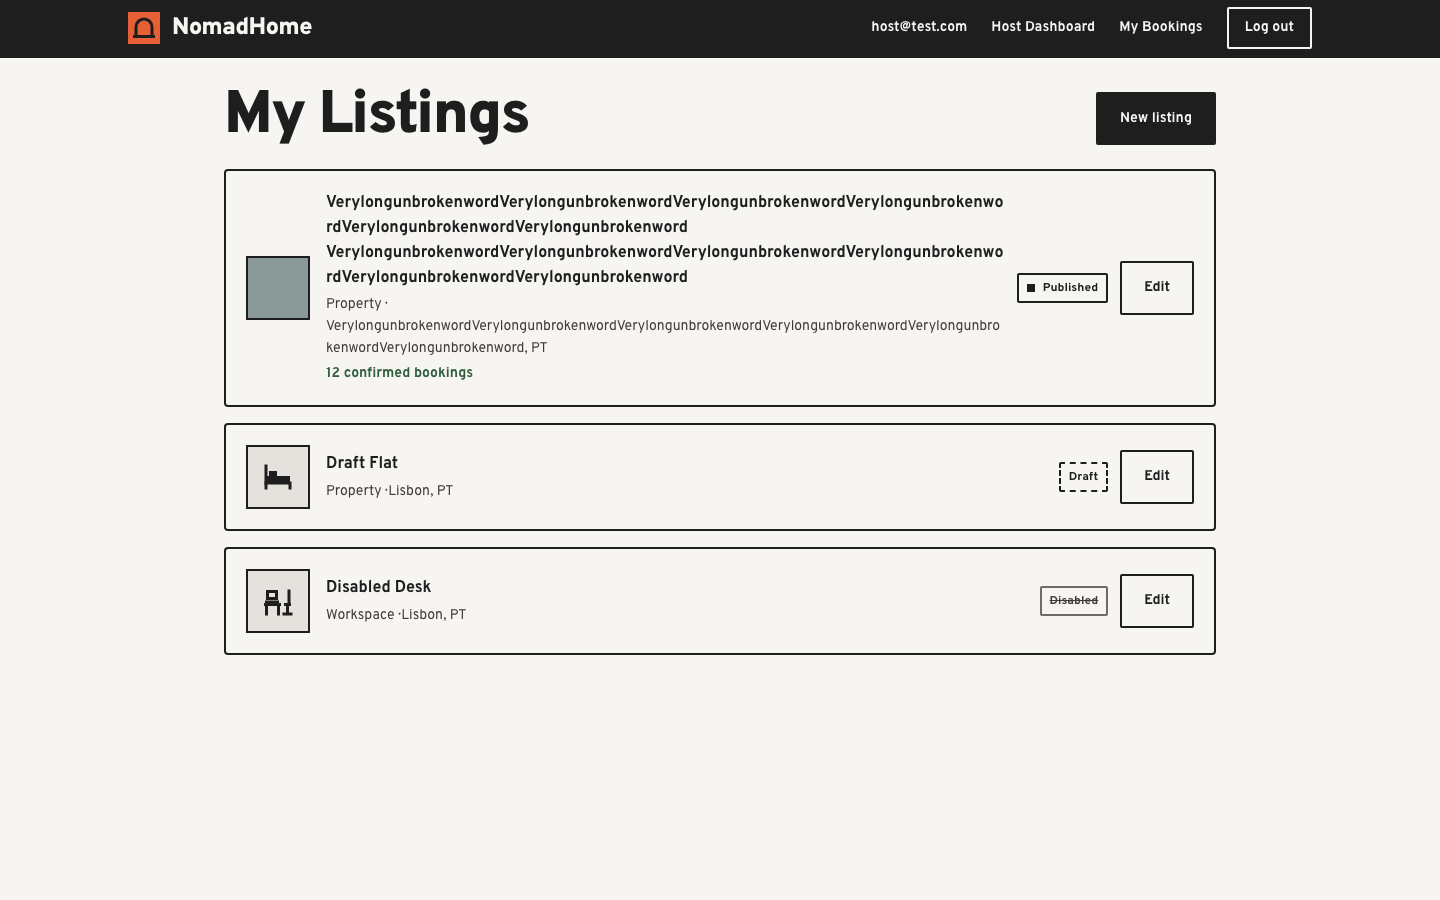 NomadHome
host@test.com Host Dashboard My Bookings Log out
My Listings
New listing
VerylongunbrokenwordVerylongunbrokenwordVerylongunbrokenwordVerylongunbrokenwo
rdVerylongunbrokenwordVerylongunbrokenword
VerylongunbrokenwordVerylongunbrokenwordVerylongunbrokenwordVerylongunbrokenwo
rdVerylongunbrokenwordVerylongunbrokenword
Property ·
VerylongunbrokenwordVerylongunbrokenwordVerylongunbrokenwordVerylongunbrokenwordVerylongunbro
kenwordVerylongunbrokenword, PT
12 confirmed bookings
Published
Edit
Draft Flat
Property ·Lisbon, PT
Draft
Edit
Disabled Desk
Workspace ·Lisbon, PT
Disabled
Edit